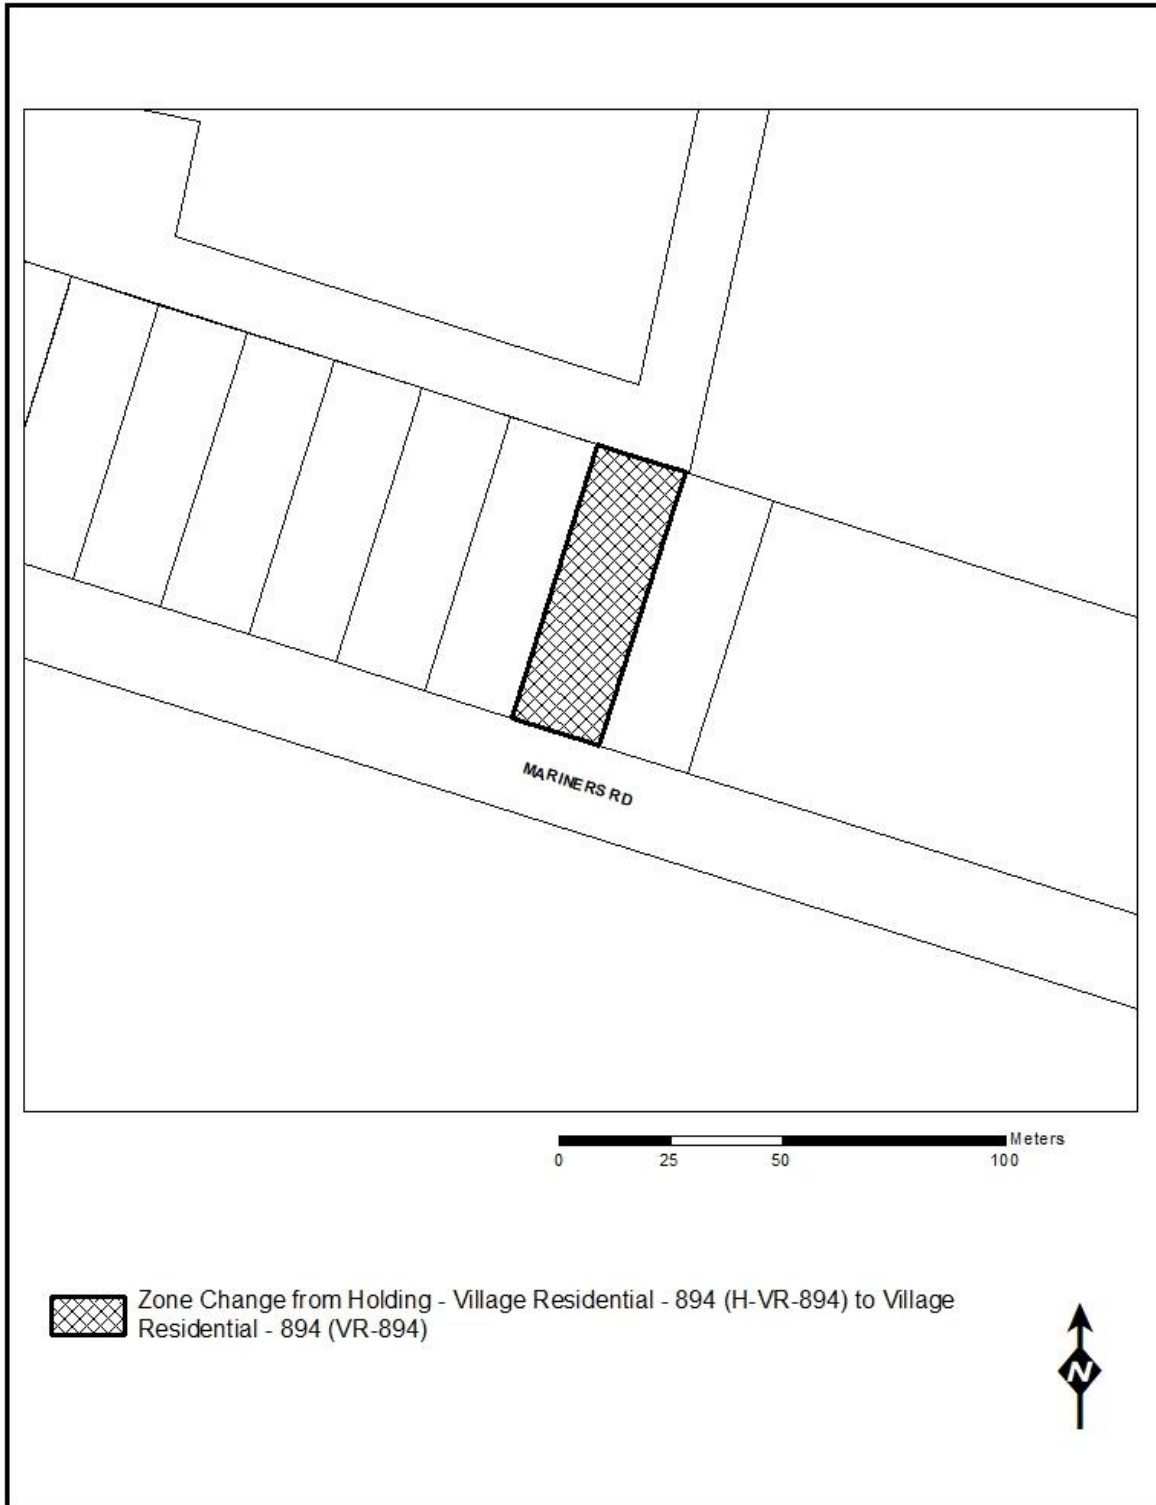 MARINERS RD
Meters
0 25 50 100
Zone Change from Holding - Village Residential - 894 (H-VR-894) to Village
Residential - 894 (VR-894)
N